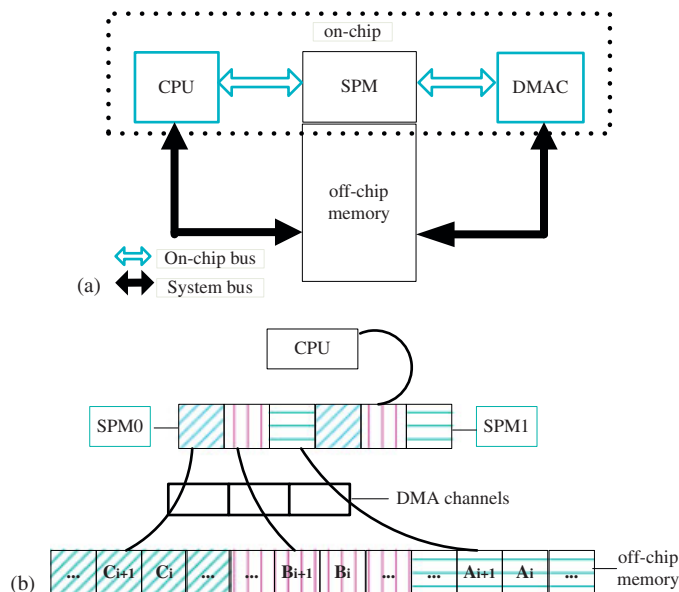 on-chip
CPU
SPM
DMAC
off-chip
memory
On-chip bus
(a)
System bus
CPU
SPM0
SPM1
DMA channels
... Ci+1 Ci ... ... Bi+1 Bi ... ... Ai+1 Ai ...
off-chip
memory
(b)